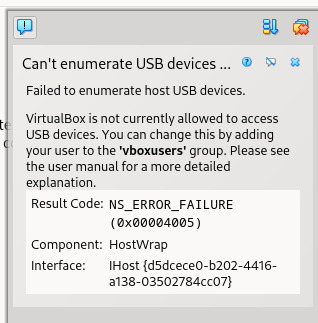 Can't enumerate USB devices ...
Failed to enumerate host USB devices.
VirtualBox is not currently allowed to access
USB devices. You can change this by adding
your user to the 'vboxusers' group. Please see
the user manual for a more detailed
explanation.
Result Code: NS_ERROR_FAILURE
(0x00004005)
Component: HostWrap
Interface: IHost {d5dcece0-b202-4416-
a138-03502784cc07}